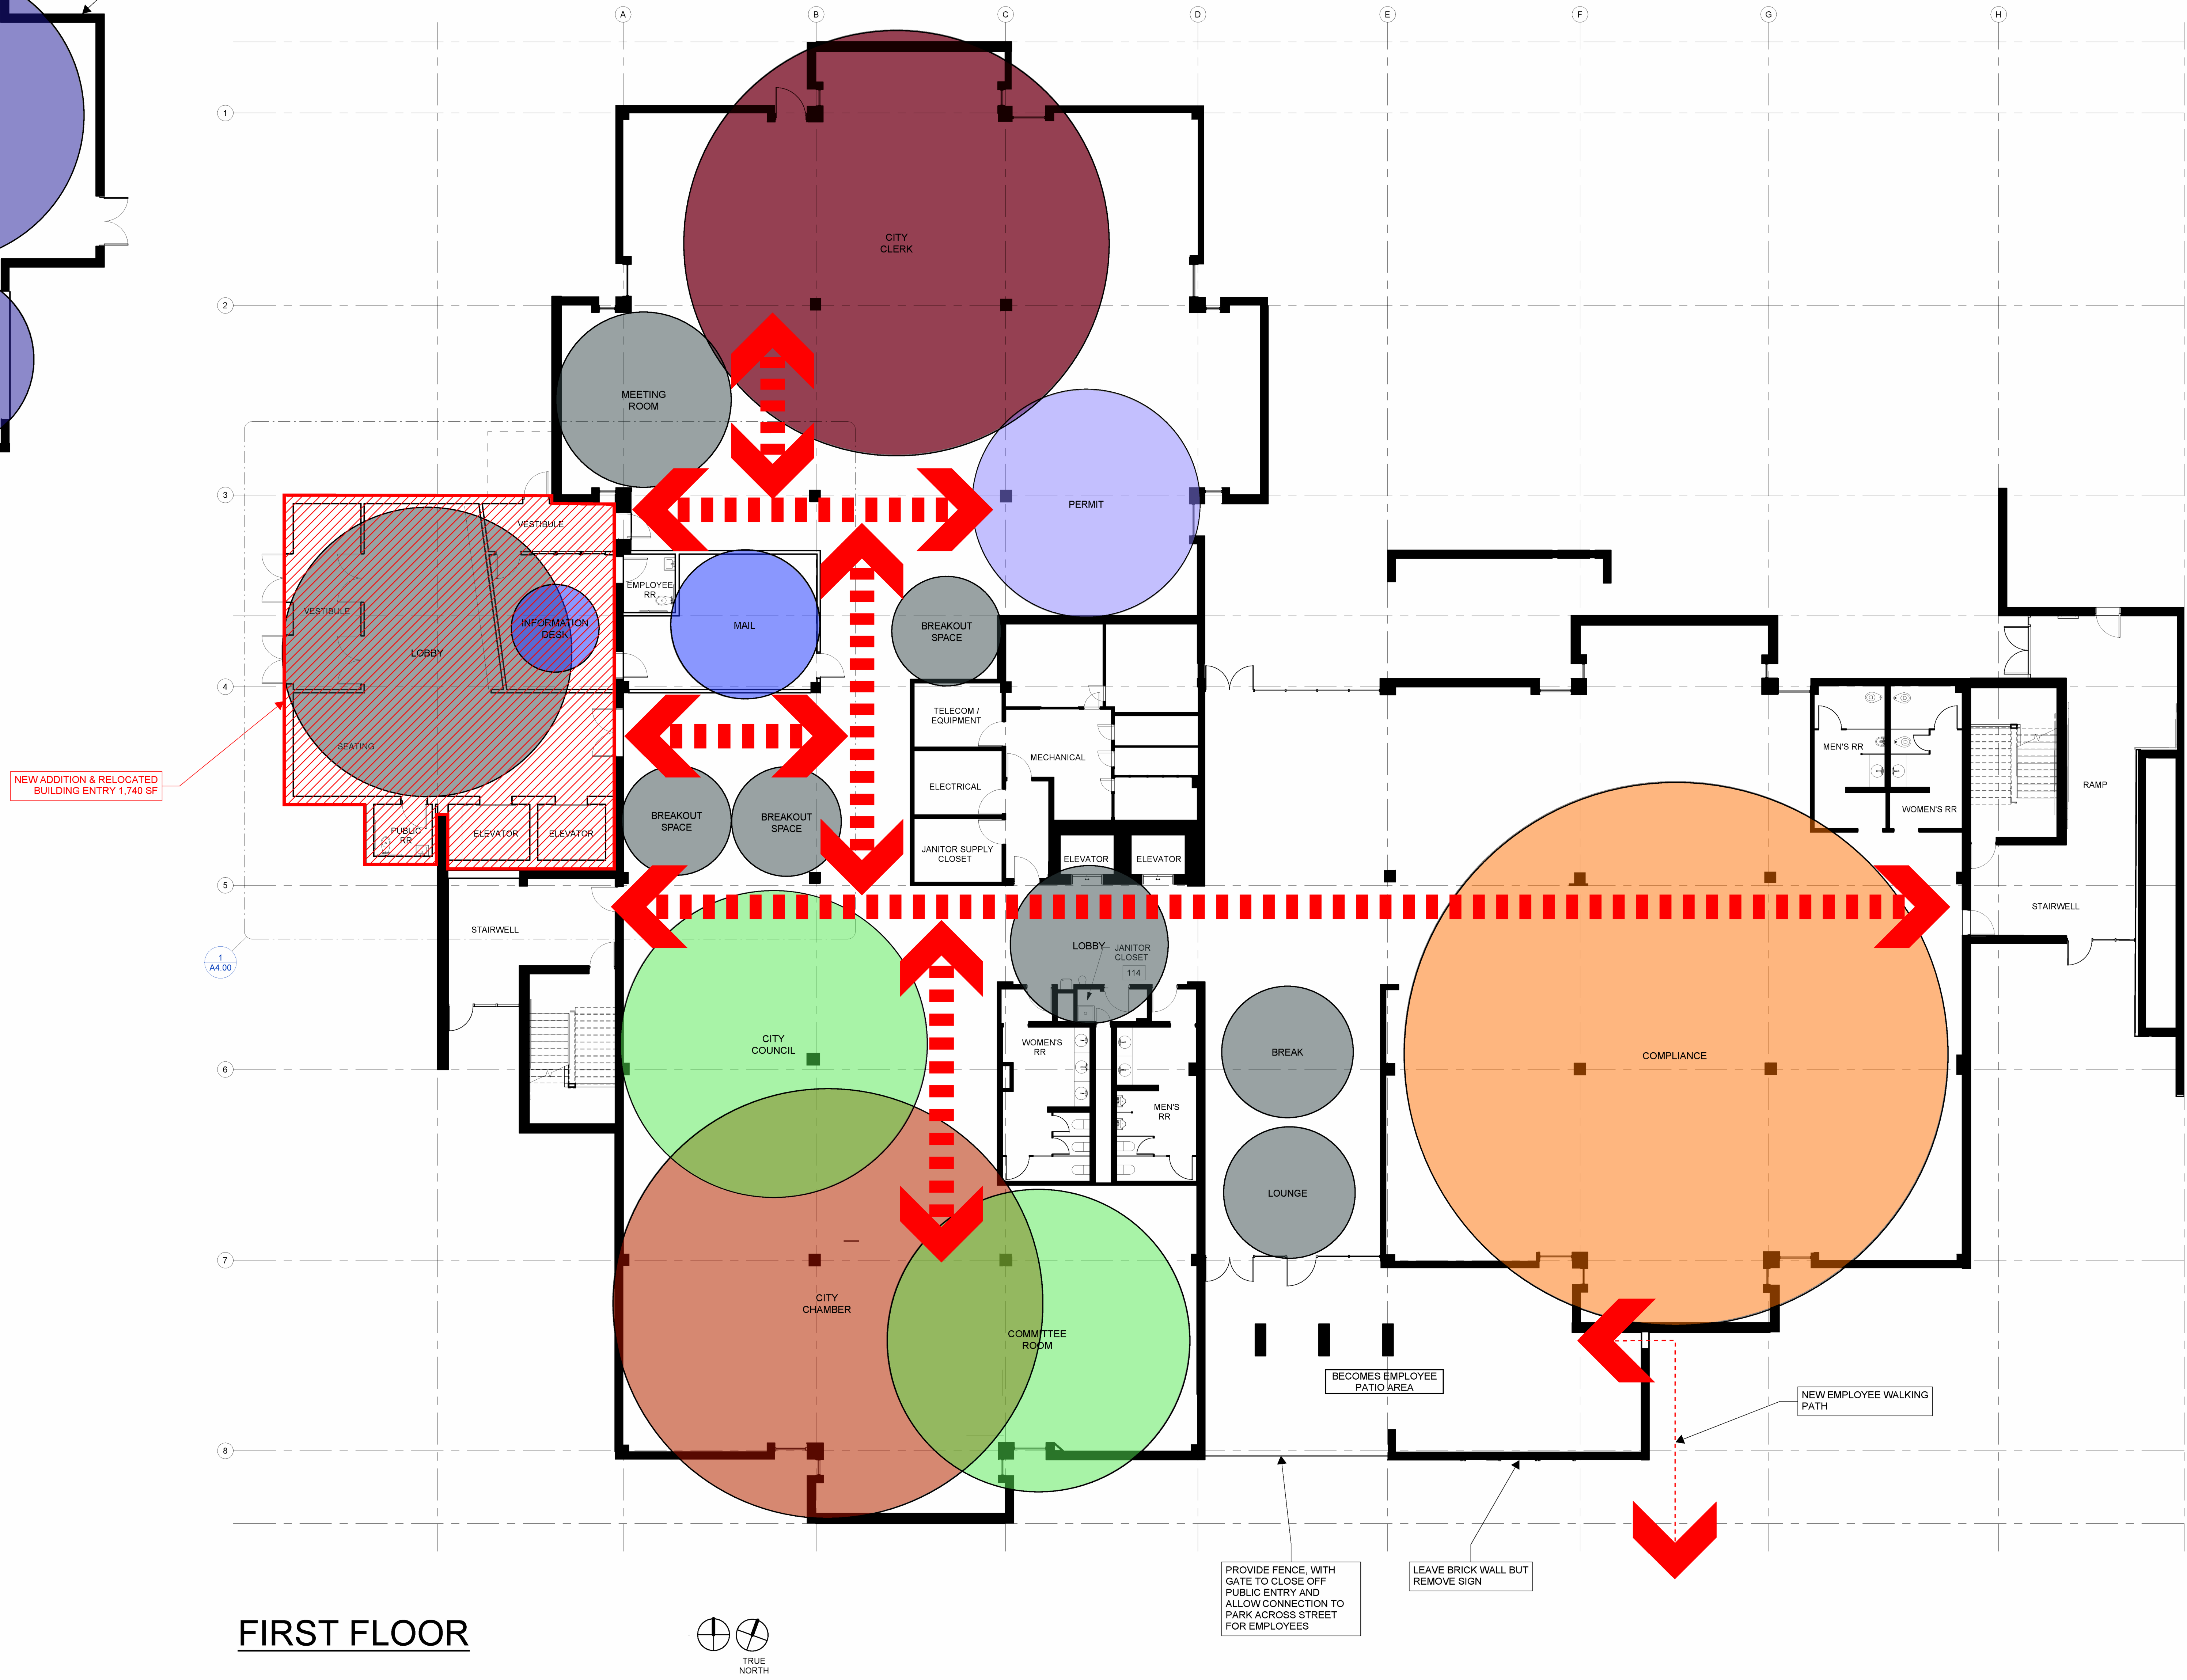 A
B
C
D
E
F
G
H
1
2
3
4
5
6
7
8
CITY
CLERK
MEETING
ROOM
PERMIT
VESTIBULE
EMPLOYEE
RR
VESTIBULE
INFORMATION
DESK
LOBBY
SEATING
MAIL
BREAKOUT
SPACE
TELECOM /
EQUIPMENT
MECHANICAL
ELECTRICAL
JANITOR SUPPLY
CLOSET
ELEVATOR
ELEVATOR
NEW ADDITION & RELOCATED
BUILDING ENTRY 1,740 SF
PUBLIC
RR
ELEVATOR
ELEVATOR
BREAKOUT
SPACE
BREAKOUT
SPACE
MEN'S RR
WOMEN'S RR
RAMP
STAIRWELL
STAIRWELL
1
A4.00
LOBBY
JANITOR
CLOSET
114
CITY
COUNCIL
WOMEN'S
RR
MEN'S
RR
BREAK
COMPLIANCE
LOUNGE
CITY
CHAMBER
COMMITTEE
ROOM
BECOMES EMPLOYEE
PATIO AREA
NEW EMPLOYEE WALKING
PATH
PROVIDE FENCE, WITH
GATE TO CLOSE OFF
PUBLIC ENTRY AND
ALLOW CONNECTION TO
PARK ACROSS STREET
FOR EMPLOYEES
LEAVE BRICK WALL BUT
REMOVE SIGN
FIRST FLOOR
TRUE
NORTH